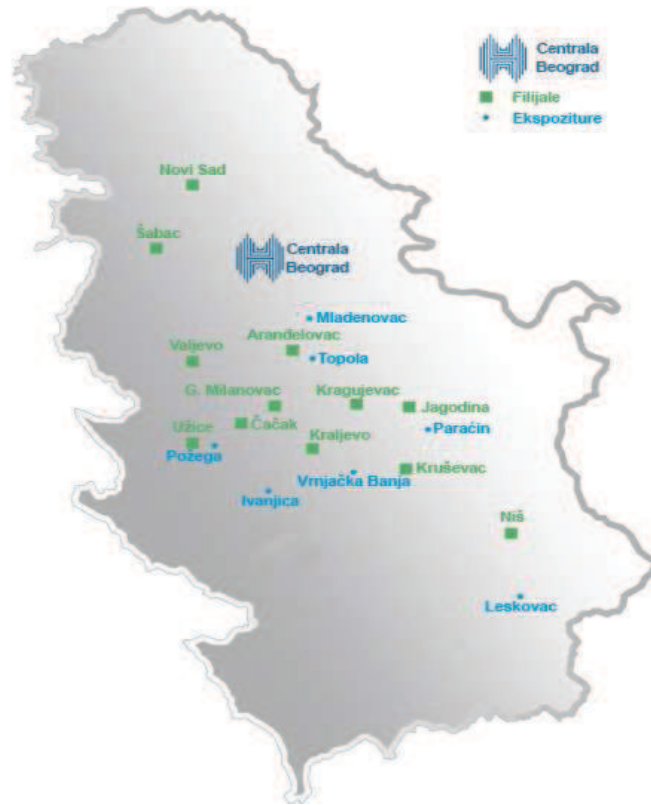 Centrala
Beograd
Filijale
Ekspoziture
Novi Sad
Šabac
Centrala
Beograd
Mladenovac
Aranđelovac
Valjevo
Topola
G. Milanovac
Kragujevac
Jagodina
Užice
Čačak
Paraćin
Kraljevo
Požega
Kruševac
Vrnjačka Banja
Ivanjica
Niš
Leskovac